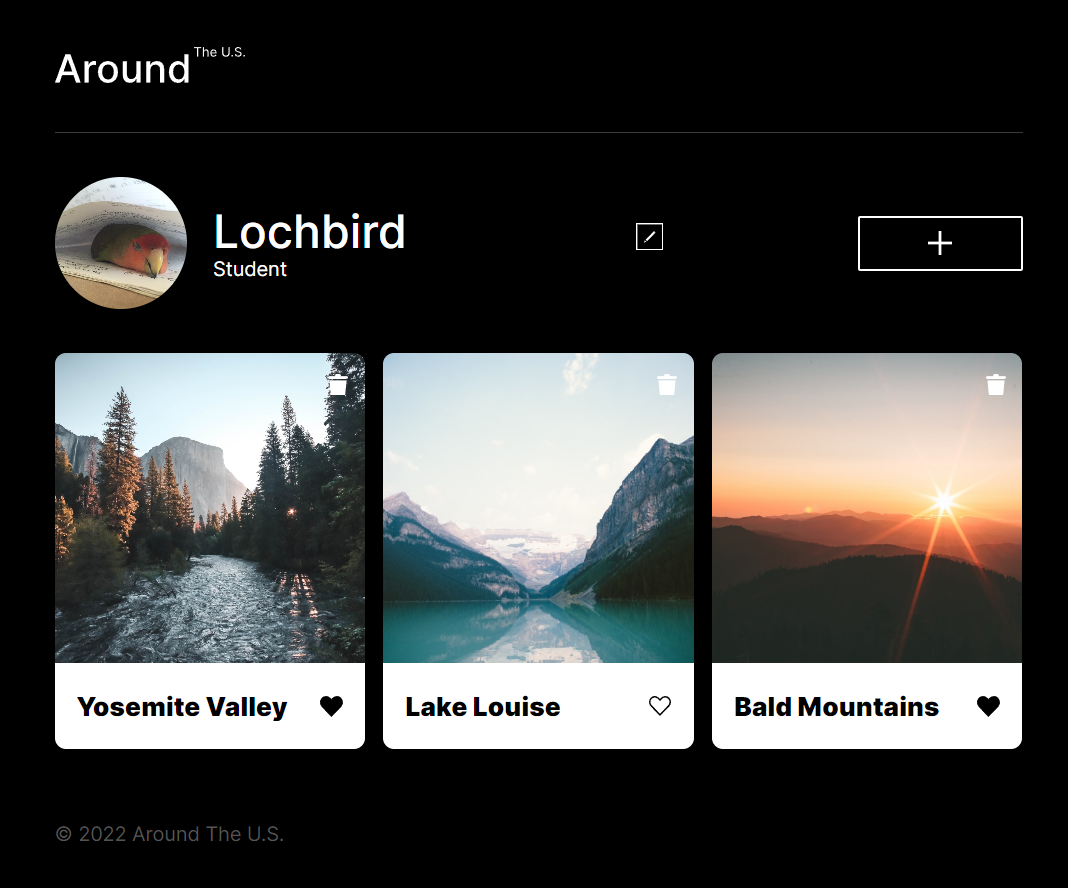 Around The U.S.
Lochbird
Student
Yosemite Valley
Lake Louise
Bald Mountains
© 2022 Around The U.S.